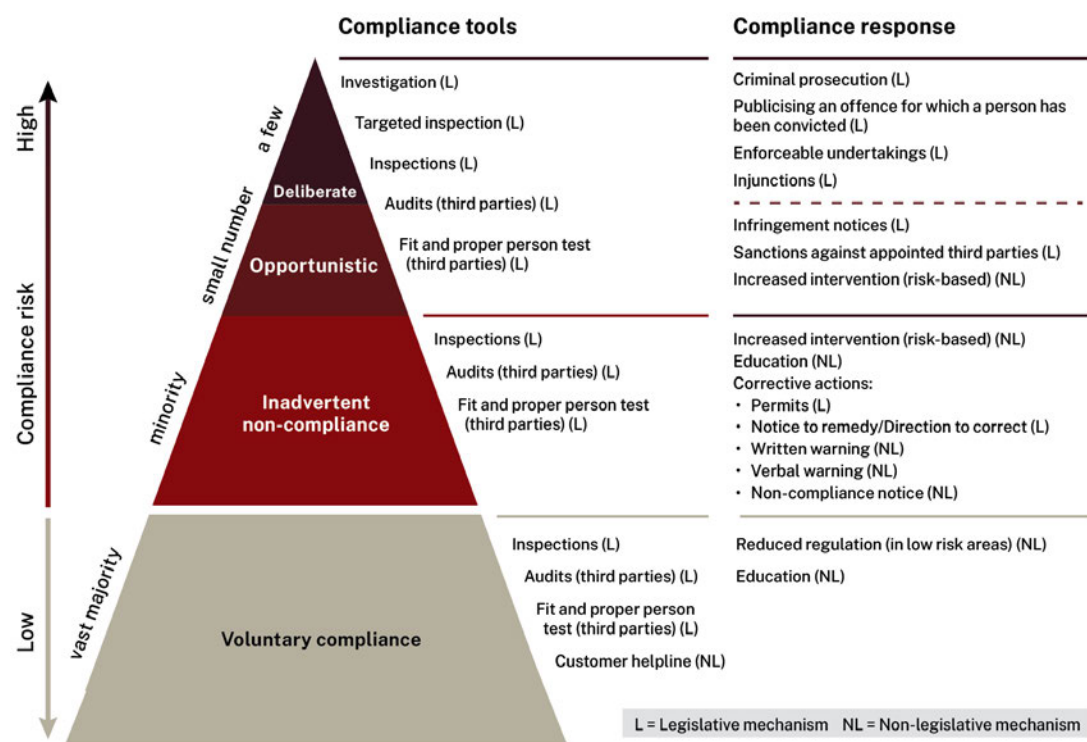 Compliance tools
Compliance response
High
Compliance risk
Low
a few
small number
minority
vast majority
Deliberate
Opportunistic
Inadvertent
non-compliance
Voluntary compliance
Investigation (L)
Targeted inspection (L)
Inspections (L)
Audits (third parties) (L)
Fit and proper person test
(third parties) (L)
Criminal prosecution (L)
Publicising an offence for which a person has
been convicted (L)
Enforceable undertakings (L)
Injunctions (L)
Infringement notices (L)
Sanctions against appointed third parties (L)
Increased intervention (risk-based) (NL)
Inspections (L)
Audits (third parties) (L)
Fit and proper person test
(third parties) (L)
Increased intervention (risk-based) (NL)
Education (NL)
Corrective actions:
• Permits (L)
• Notice to remedy/Direction to correct (L)
• Written warning (NL)
• Verbal warning (NL)
• Non-compliance notice (NL)
Inspections (L)
Audits (third parties) (L)
Fit and proper person
test (third parties) (L)
Customer helpline (NL)
Reduced regulation (in low risk areas) (NL)
Education (NL)
L = Legislative mechanism NL = Non-legislative mechanism